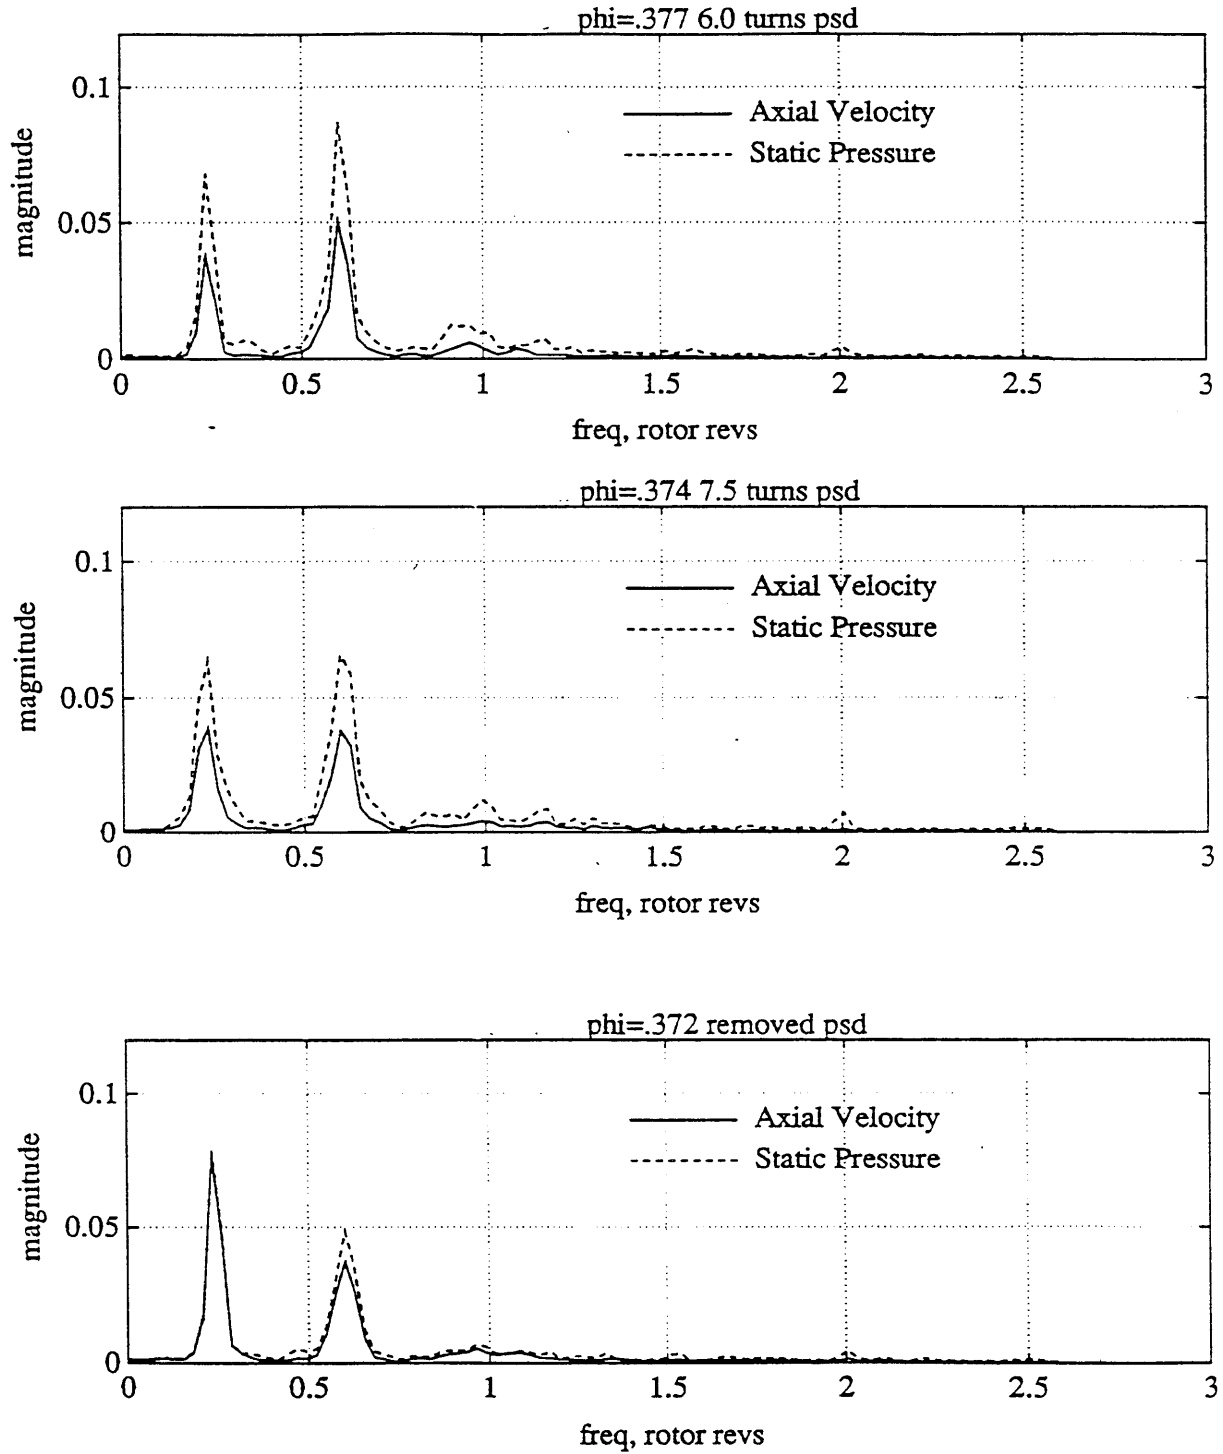 phi=.377 6.0 turns psd
0.1
0.05
0
magnitude
Axial Velocity
Static Pressure
0 0.5 1 1.5 2 2.5 3
freq, rotor revs
phi=.374 7.5 turns psd
0.1
0.05
0
magnitude
Axial Velocity
Static Pressure
0 0.5 1 1.5 2 2.5 3
freq, rotor revs
phi=.372 removed psd
0.1
0.05
0
magnitude
Axial Velocity
Static Pressure
0 0.5 1 1.5 2 2.5 3
freq, rotor revs